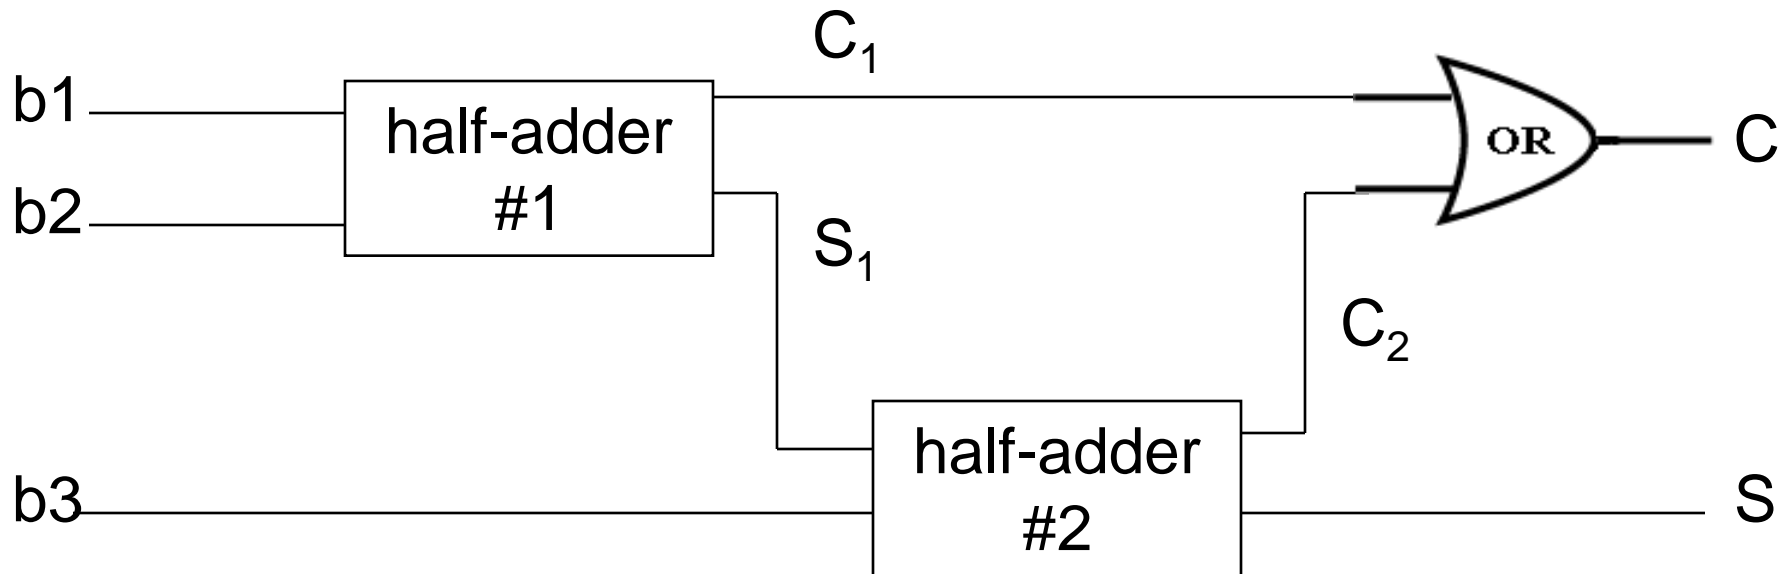 C₁
b1
half-adder
#1
OR
C
b2
S₁
C₂
half-adder
#2
b3
S